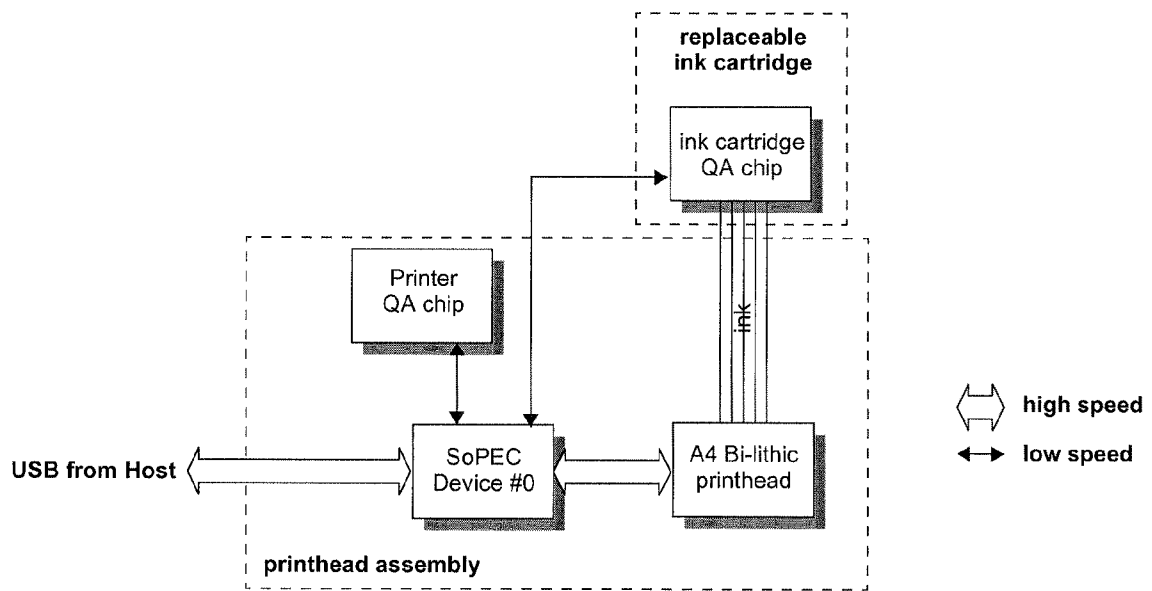 replaceable
ink cartridge
ink cartridge
QA chip
Printer
QA chip
ink
high speed
low speed
USB from Host
SoPEC
Device #0
A4 Bi-lithic
printhead
printhead assembly